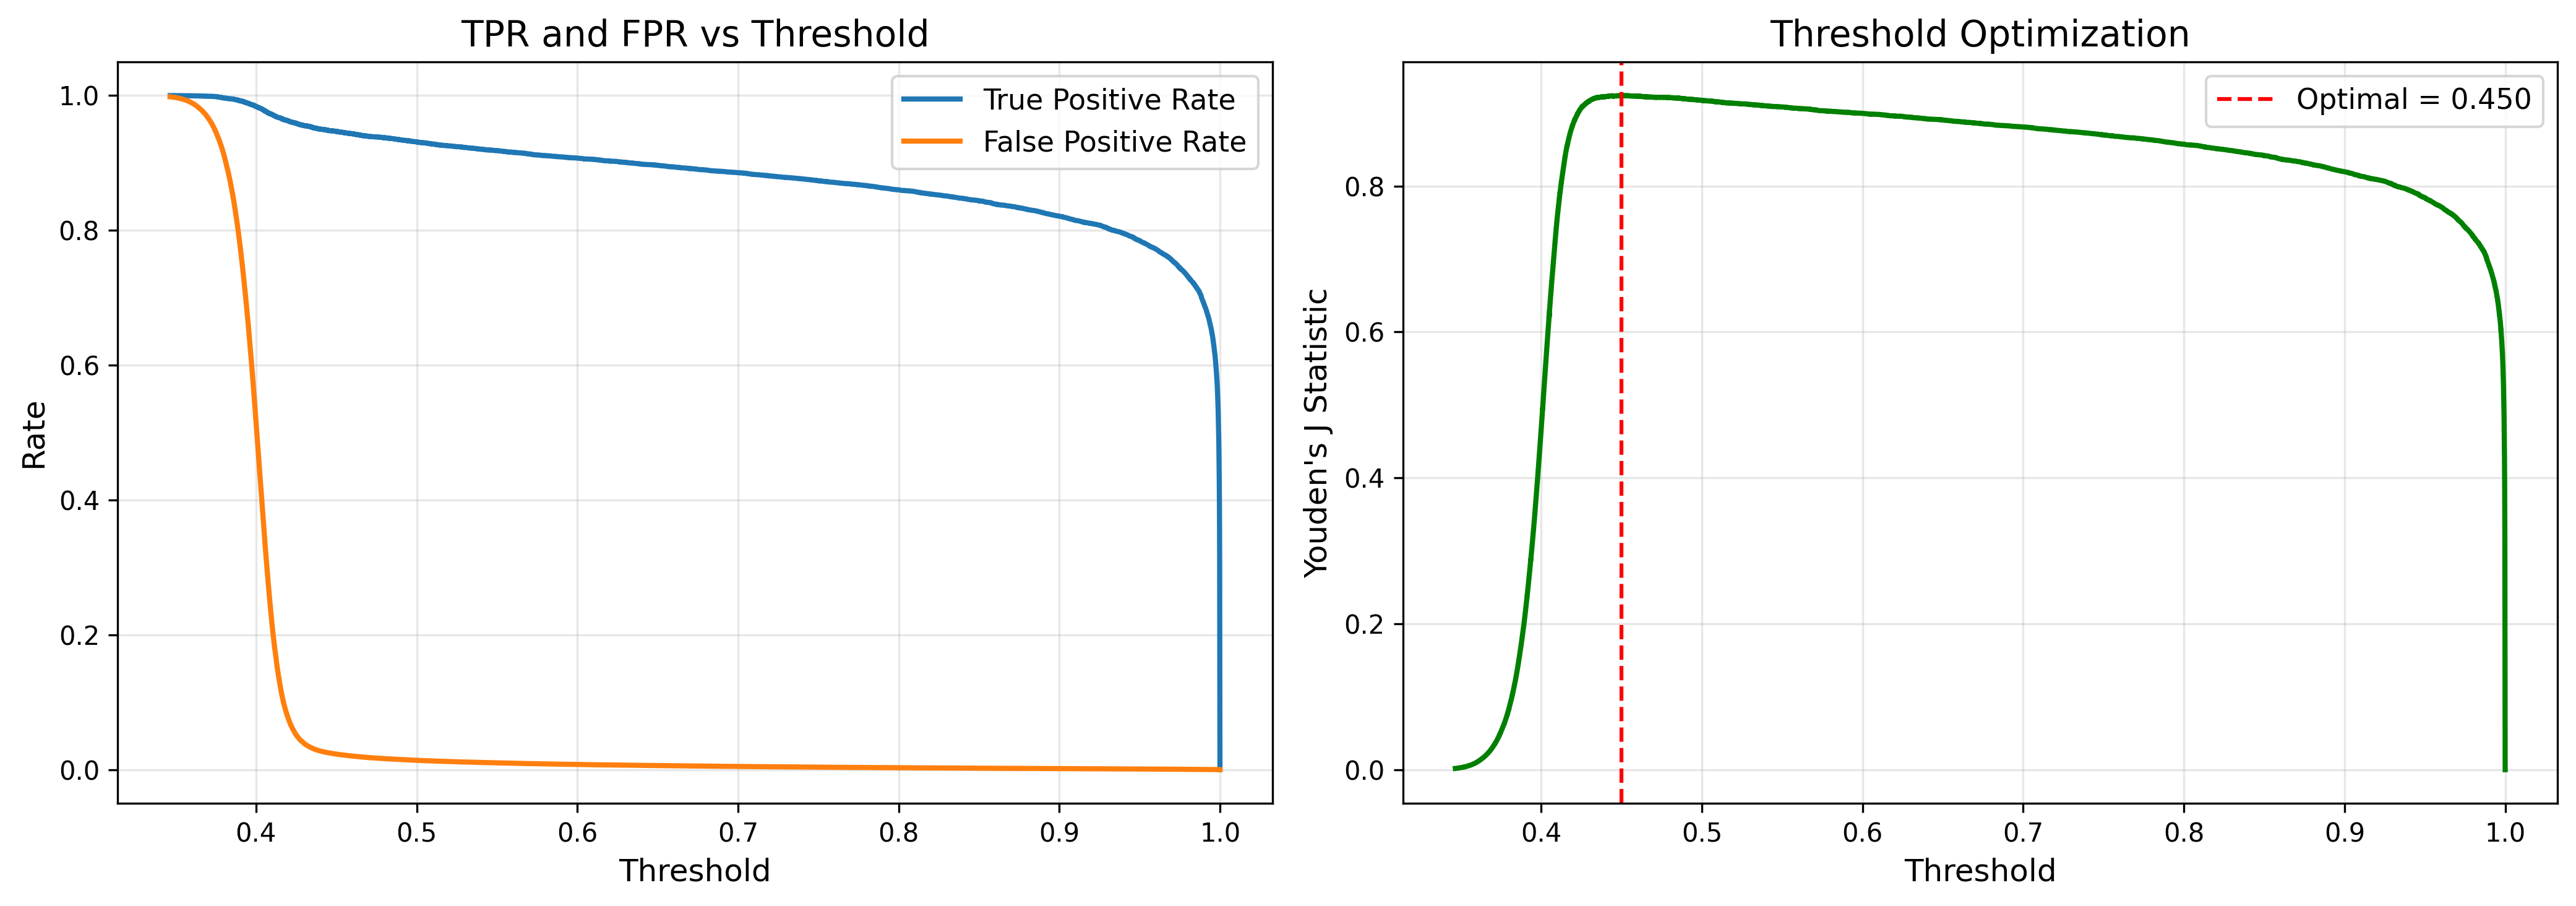 TPR and FPR vs Threshold
True Positive Rate
False Positive Rate
Rate
1.0
0.8
0.6
0.4
0.2
0.0
0.4 0.5 0.6 0.7 0.8 0.9 1.0
Threshold
Threshold Optimization
Optimal = 0.450
Youden's J Statistic
0.8
0.6
0.4
0.2
0.0
0.4 0.5 0.6 0.7 0.8 0.9 1.0
Threshold